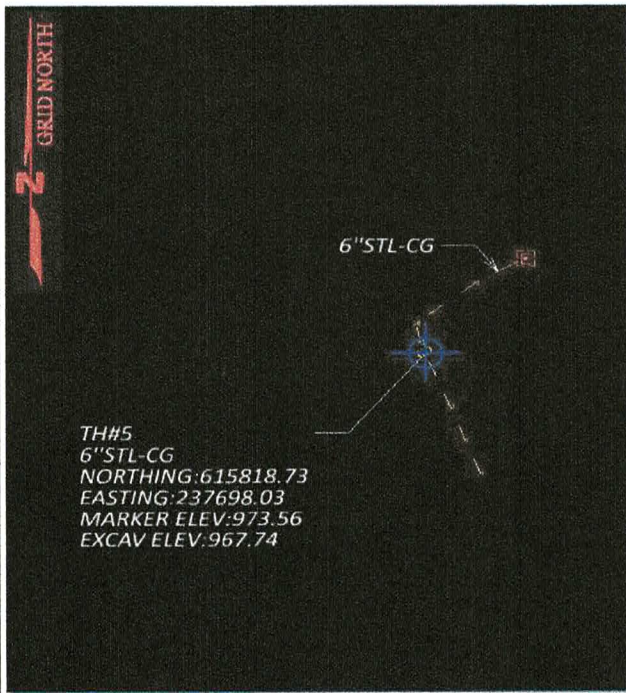 GRID NORTH
Z
6"STL-CG
TH#5
6"STL-CG
NORTHING:615818.73
EASTING:237698.03
MARKER ELEV:973.56
EXCAV ELEV:967.74